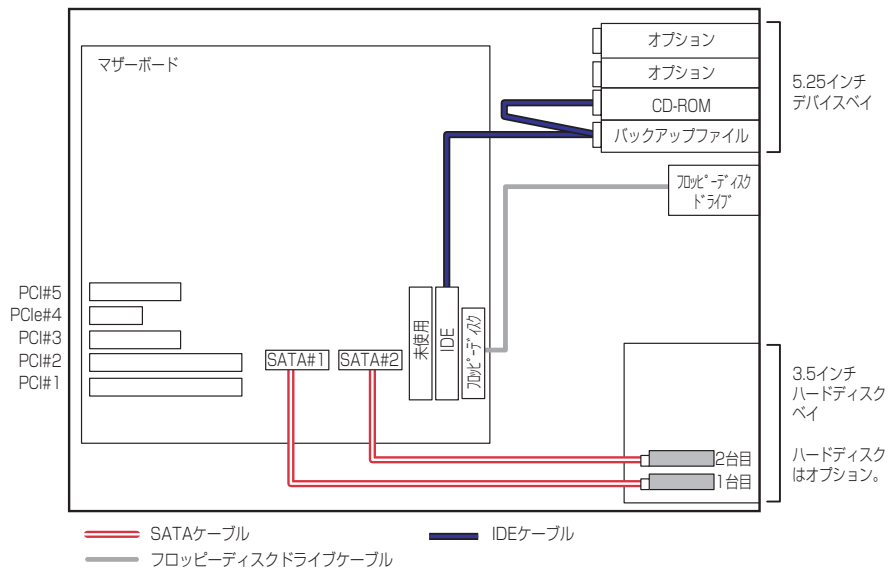 マザーボード
オプション
オプション
CD-ROM
バックアップファイル
5.25インチ
デバイスベイ
フロッピーディスク
ドライブ
PCI#5
PCIe#4
PCI#3
PCI#2
PCI#1
SATA#1
SATA#2
未使用
IDE
フロッピーディスク
3.5インチ
ハードディスク
ベイ
ハードディスク
はオプション。
2台目
1台目
SATAケーブル
IDEケーブル
フロッピーディスクドライブケーブル